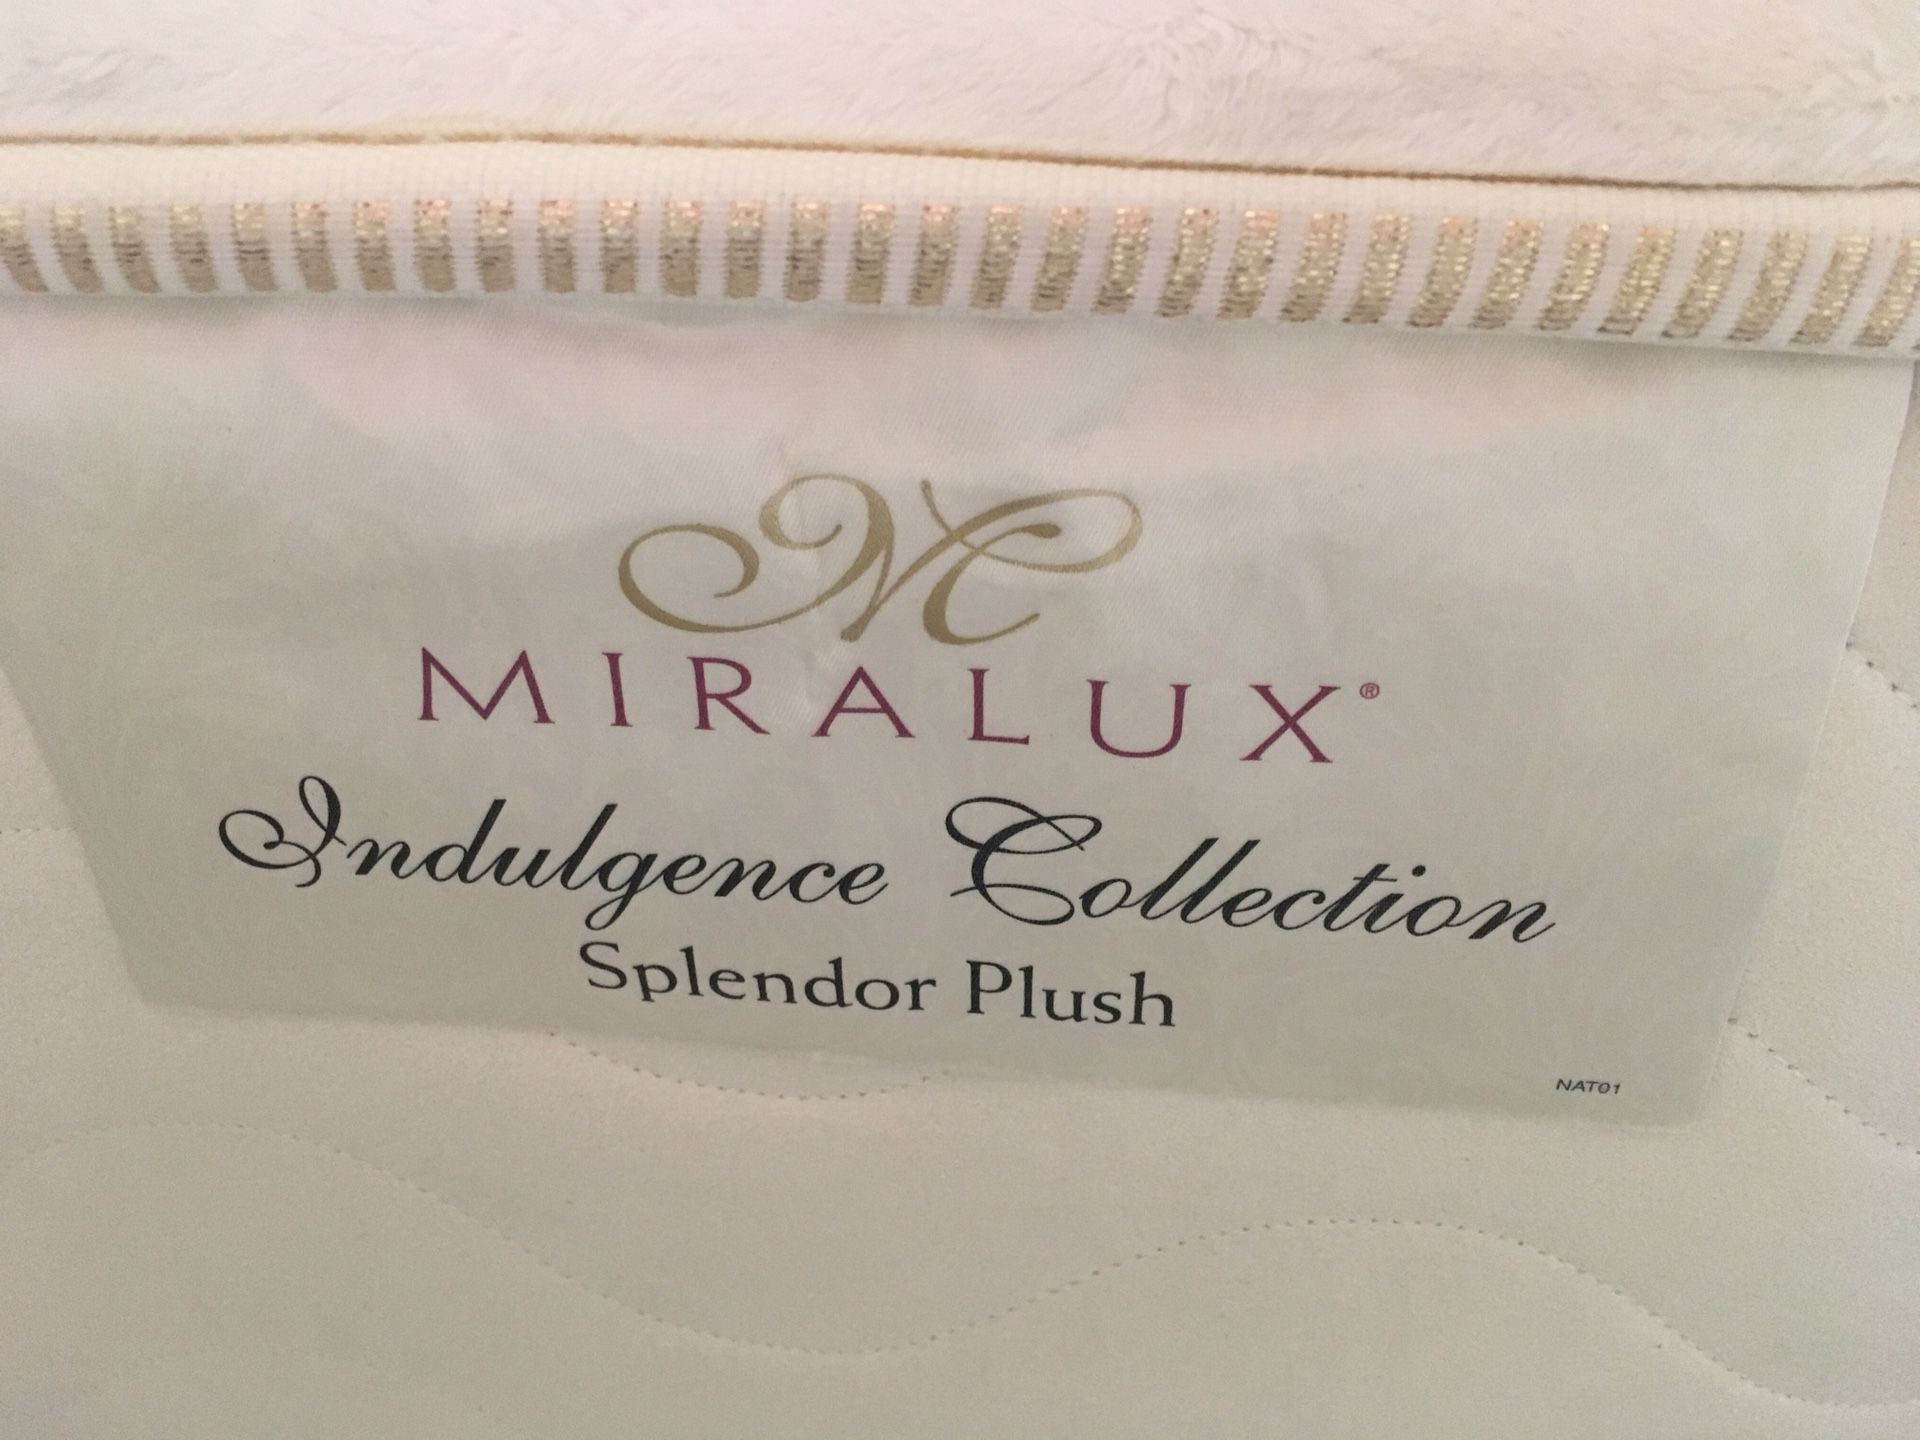 MIRALUX®
Indulgence Collection
Splendor Plush
NAT01